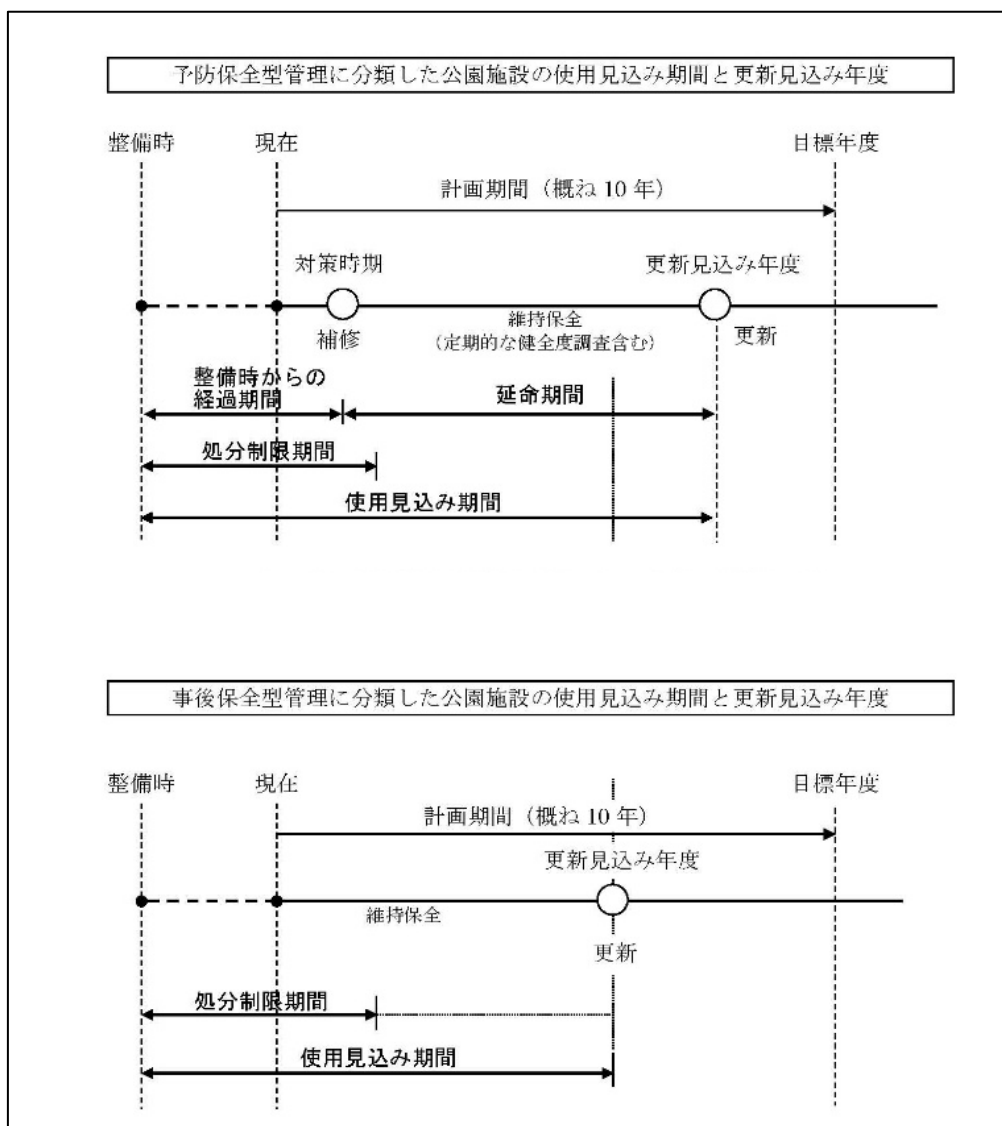 予防保全型管理に分類した公園施設の使用見込み期間と更新見込み年度
整備時
現在
目標年度
計画期間（概ね 10 年）
対策時期
更新見込み年度
補修
維持保全
（定期的な健全度調査含む）
更新
整備時からの
経過期間
延命期間
処分制限期間
使用見込み期間
事後保全型管理に分類した公園施設の使用見込み期間と更新見込み年度
整備時
現在
目標年度
計画期間（概ね 10 年）
更新見込み年度
維持保全
更新
処分制限期間
使用見込み期間